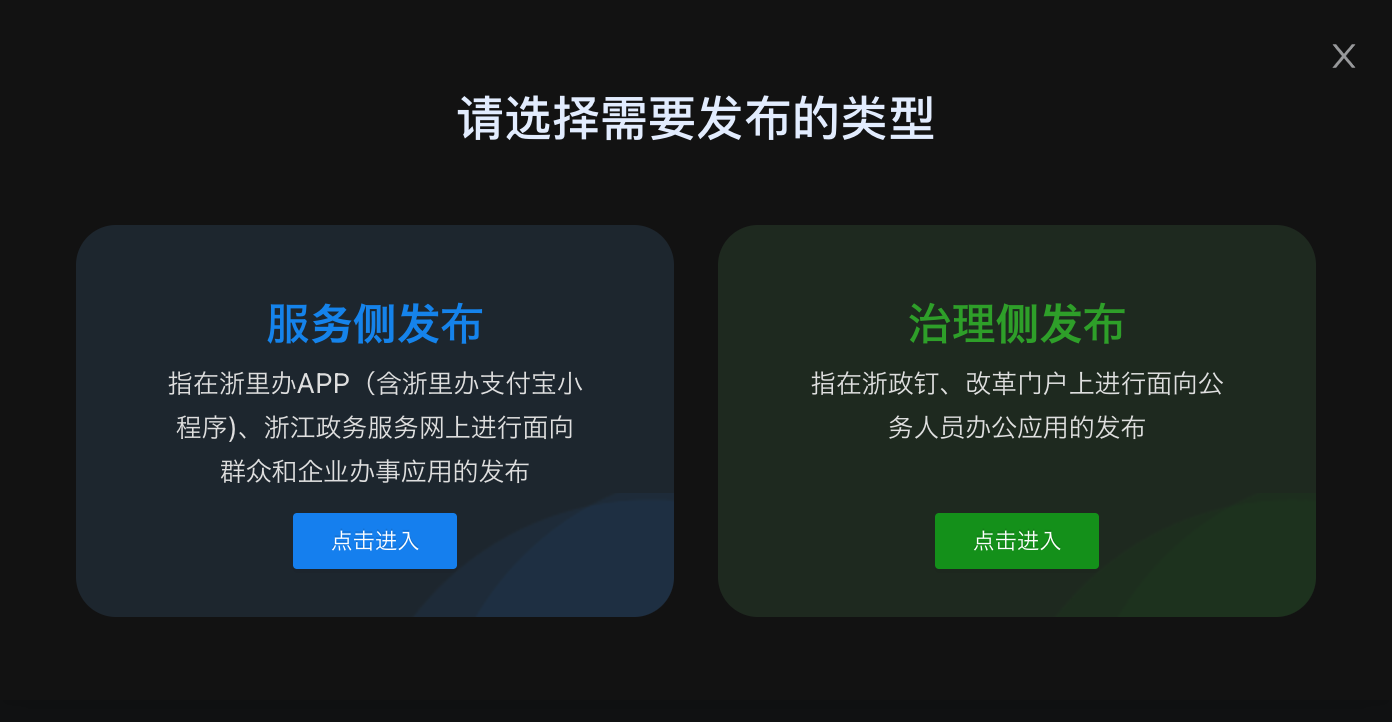 X
请选择需要发布的类型
服务侧发布
指在浙里办APP（含浙里办支付宝小
程序)、浙江政务服务网上进行面向
群众和企业办事应用的发布
点击进入
治理侧发布
指在浙政钉、改革门户上进行面向公
务人员办公应用的发布
点击进入